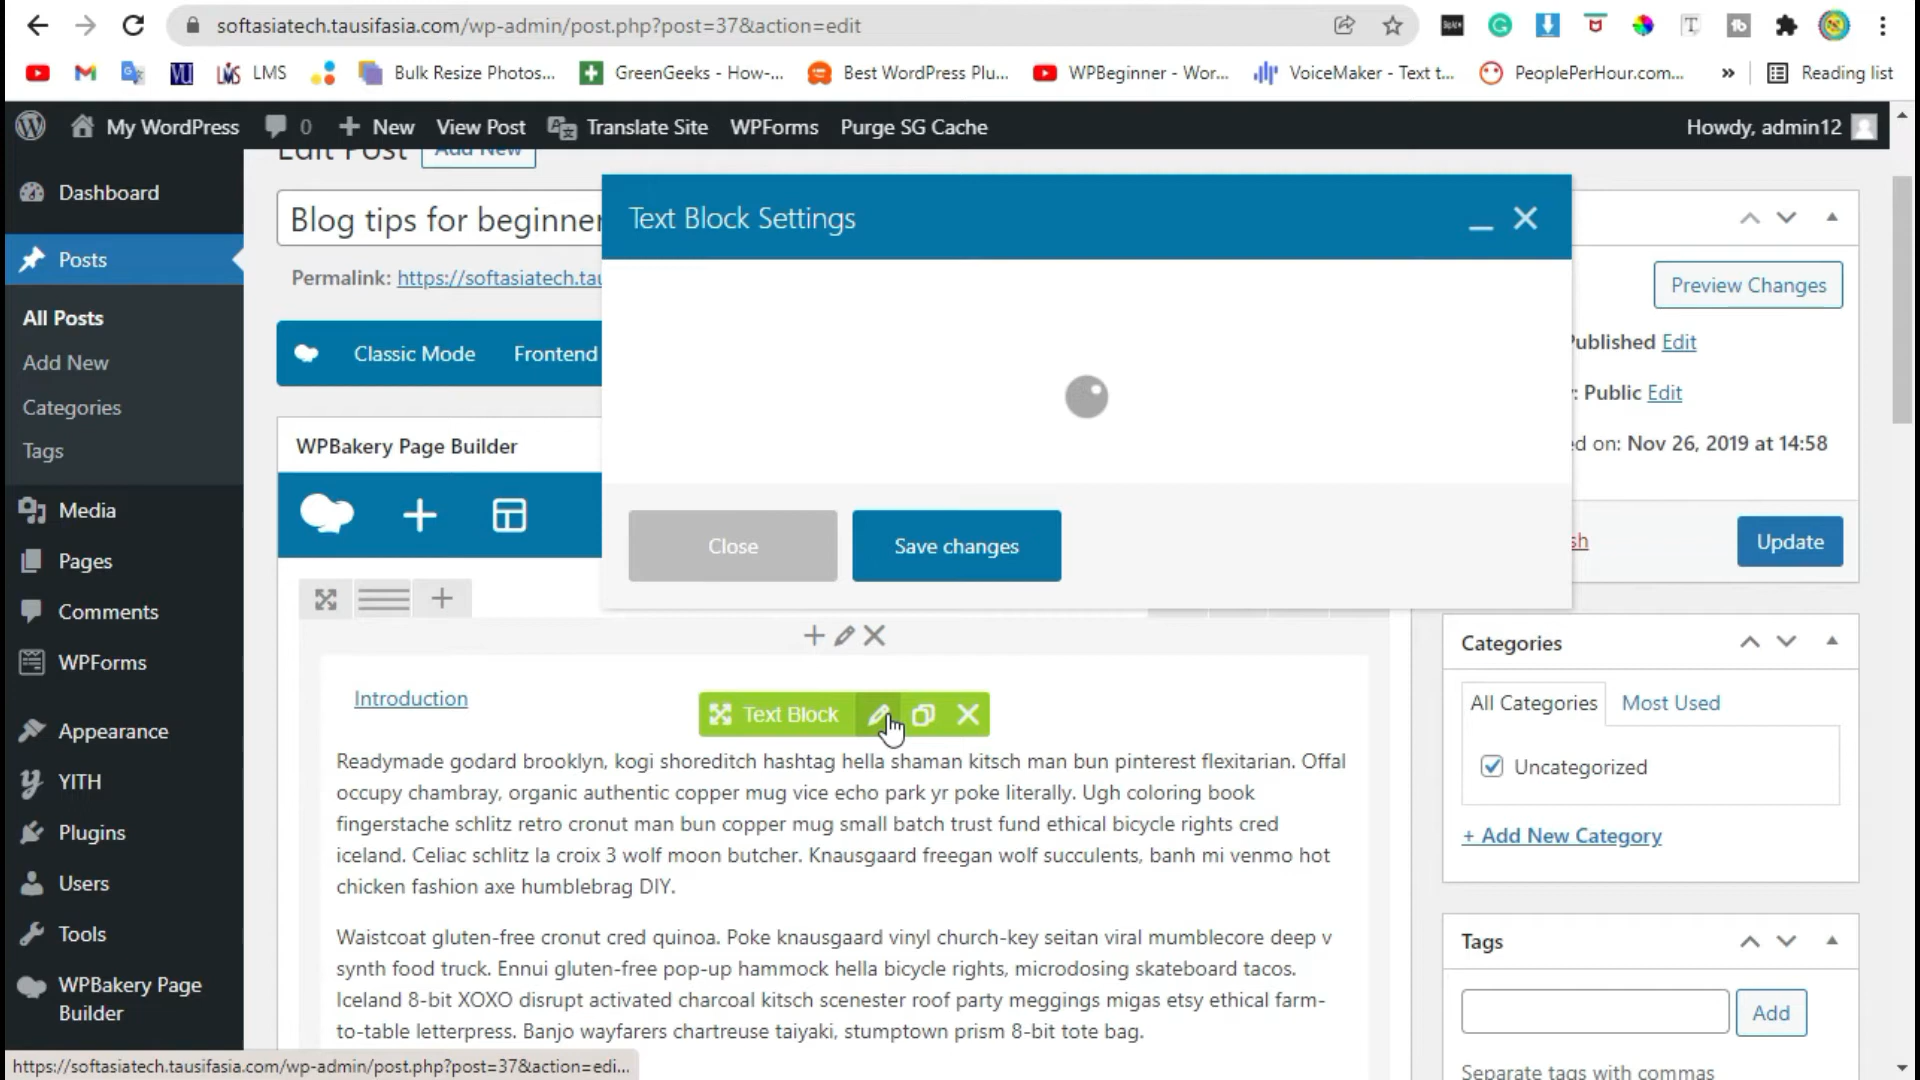 softasiatech.tausifasia.com/wp-admin/post.php?post=37&action=edit
LMS
Bulk Resize Photos...
GreenGeeks - How-...
Best WordPress Plu...
WPBeginner - Wor...
VoiceMaker - Text t...
PeoplePerHour.com...
»
Reading list
My WordPress
0
New
View Post
Translate Site
WPForms
Purge SG Cache
Howdy, admin12
Edit Post
Add New
Dashboard
Posts
All Posts
Add New
Categories
Tags
Media
Pages
Comments
WPForms
Appearance
YITH
Plugins
Users
Tools
WPBakery Page
Builder
Blog tips for beginner
Permalink: https://softasiatech.tau
Classic Mode
Frontend
WPBakery Page Builder
Text Block Settings
Close
Save changes
Introduction
Text Block
Readymade godard brooklyn, kogi shoreditch hashtag hella shaman kitsch man bun pinterest flexitarian. Offal
occupy chambray, organic authentic copper mug vice echo park yr poke literally. Ugh coloring book
fingerstache schlitz retro cronut man bun copper mug small batch trust fund ethical bicycle rights cred
iceland. Celiac schlitz la croix 3 wolf moon butcher. Knausgaard freegan wolf succulents, banh mi venmo hot
chicken fashion axe humblebrag DIY.
Waistcoat gluten-free cronut cred quinoa. Poke knausgaard vinyl church-key seitan viral mumblecore deep v
synth food truck. Ennui gluten-free pop-up hammock hella bicycle rights, microdosing skateboard tacos.
Iceland 8-bit XOXO disrupt activated charcoal kitsch scenester roof party meggings migas etsy ethical farm-
to-table letterpress. Banjo wayfarers chartreuse taiyaki, stumptown prism 8-bit tote bag.
Preview Changes
Published Edit
: Public Edit
ed on: Nov 26, 2019 at 14:58
sh
Update
Categories
All Categories
Most Used
Uncategorized
+ Add New Category
Tags
Add
Separate tags with commas
https://softasiatech.tausifasia.com/wp-admin/post.php?post=37&action=edi...